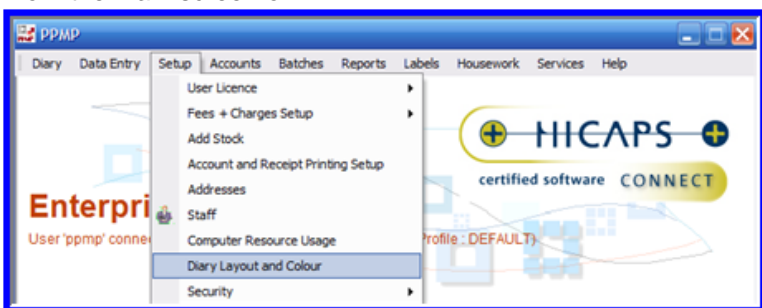 PPMP
Diary Data Entry Setup Accounts Batches Reports Labels Housework Services Help
User Licence
Fees + Charges Setup
Add Stock
Account and Receipt Printing Setup
Addresses
Staff
Computer Resource Usage
Diary Layout and Colour
Security
HICAPS
certified software CONNECT
Enterpri
User 'ppmp' conne
Profile : DEFAULT)